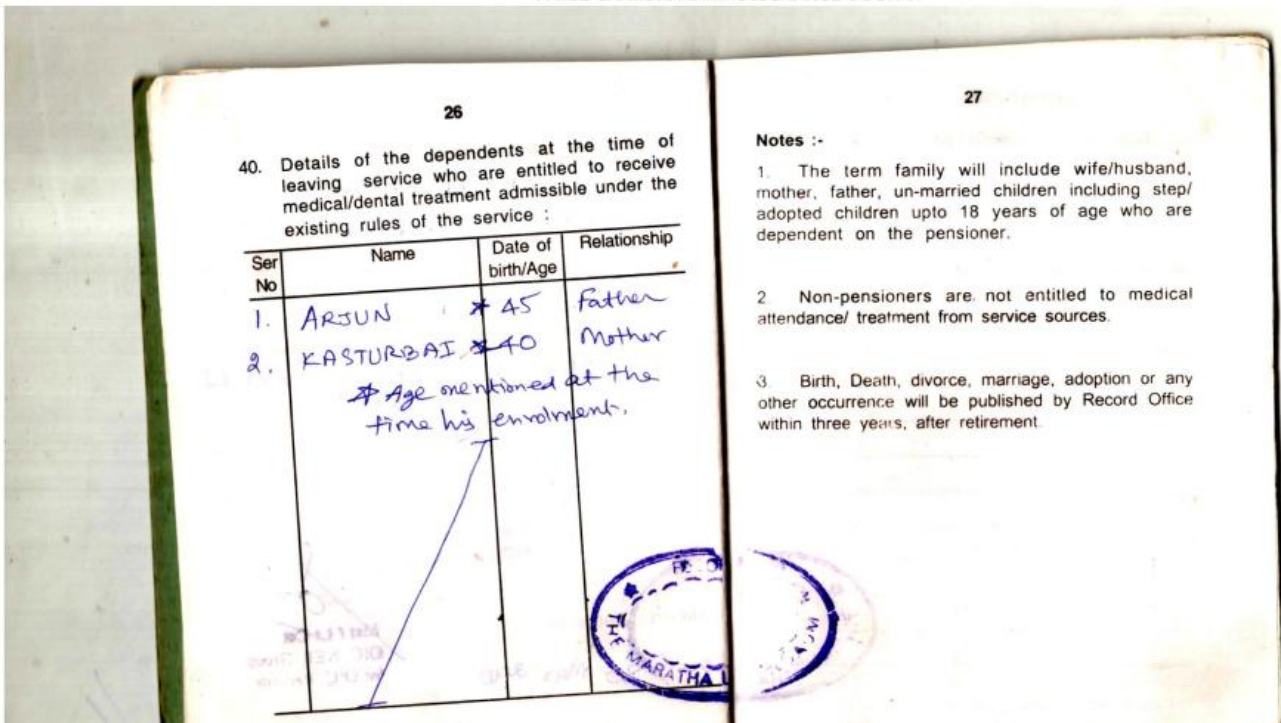 26
40. Details of the dependents at the time of
leaving service who are entitled to receive
medical/dental treatment admissible under the
existing rules of the service :
Ser No Name Date of birth/Age Relationship
1. ARJUN * 45 Father
2. KASTURBAI * 40 Mother
* Age mentioned at the
time his enrolment.
THE MARATHA
27
Notes :-
1. The term family will include wife/husband,
mother, father, un-married children including step/
adopted children upto 18 years of age who are
dependent on the pensioner.
2 Non-pensioners are not entitled to medical
attendance/ treatment from service sources.
3. Birth, Death, divorce, marriage, adoption or any
other occurrence will be published by Record Office
within three years, after retirement